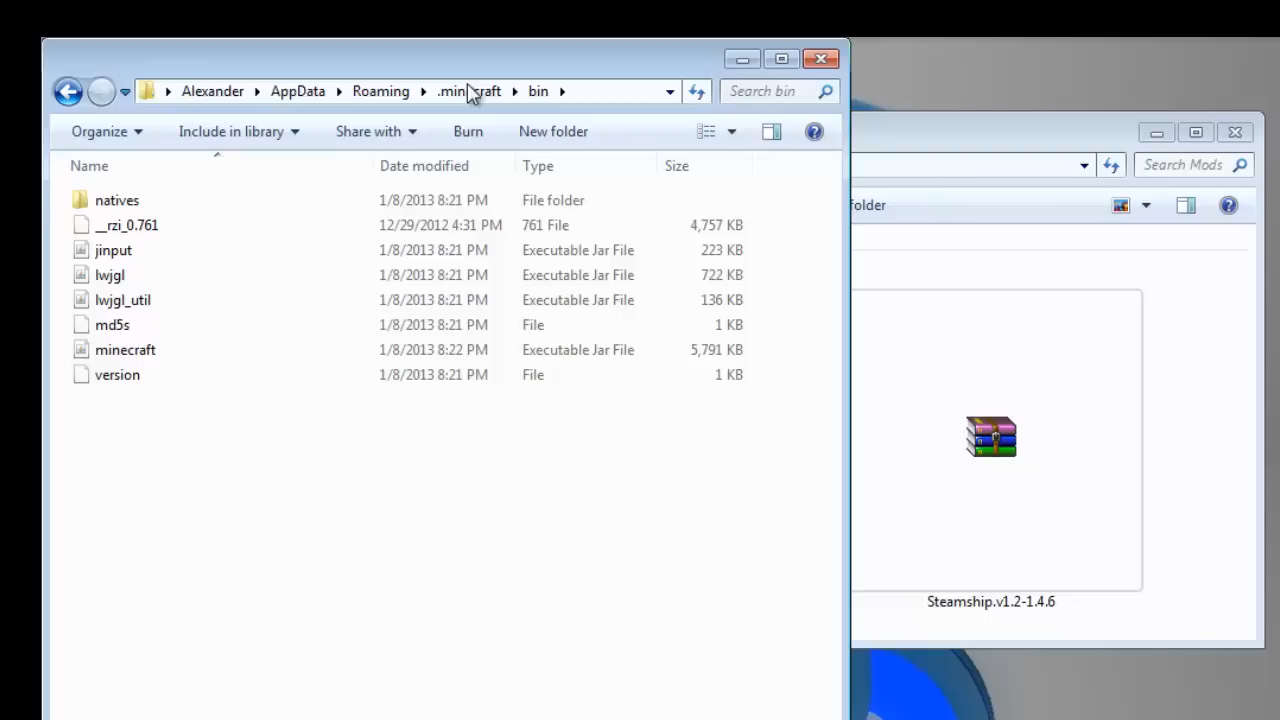 Alexander AppData Roaming .minecraft bin Search bin
Organize Include in library Share with Burn New folder
Name Date modified Type Size
natives 1/8/2013 8:21 PM File folder
__rzi_0.761 12/29/2012 4:31 PM 761 File 4,757 KB
jinput 1/8/2013 8:21 PM Executable Jar File 223 KB
lwjgl 1/8/2013 8:21 PM Executable Jar File 722 KB
lwjgl_util 1/8/2013 8:21 PM Executable Jar File 136 KB
md5s 1/8/2013 8:21 PM File 1 KB
minecraft 1/8/2013 8:22 PM Executable Jar File 5,791 KB
version 1/8/2013 8:21 PM File 1 KB
Search Mods
folder
Steamship.v1.2-1.4.6